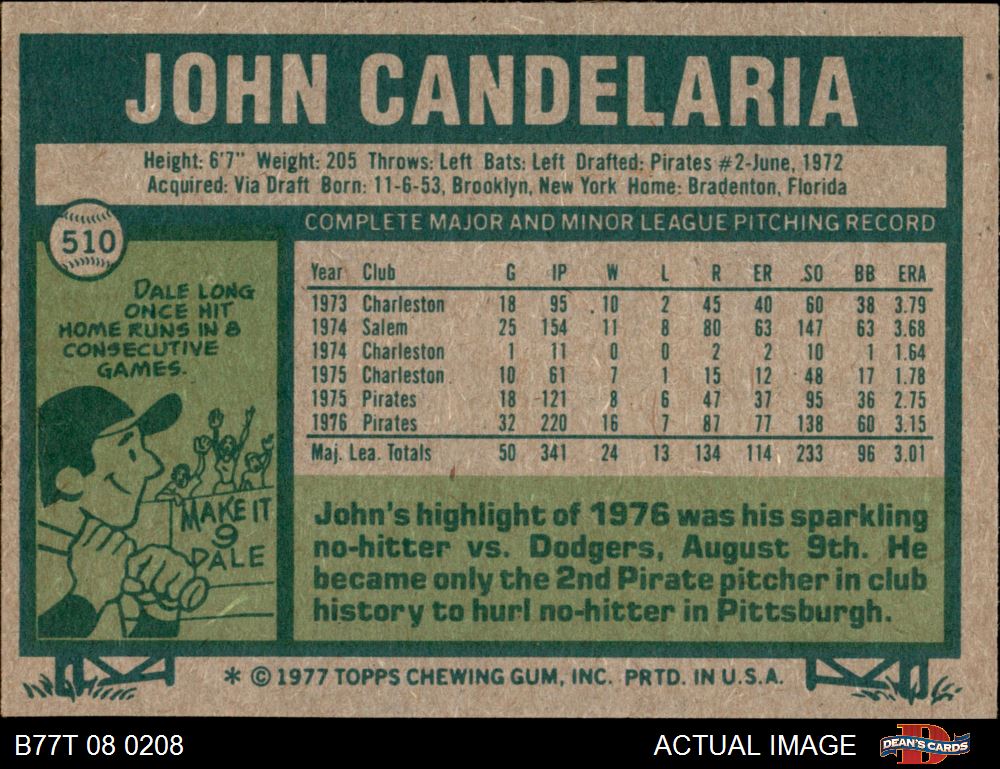 JOHN CANDELARIA
Height: 6'7" Weight: 205 Throws: Left Bats: Left Drafted: Pirates #2-June, 1972
Acquired: Via Draft Born: 11-6-53, Brooklyn, New York Home: Bradenton, Florida
510
COMPLETE MAJOR AND MINOR LEAGUE PITCHING RECORD
DALE LONG
ONCE HIT
HOME RUNS IN 8
CONSECUTIVE
GAMES.
MAKE IT
9
DALE
Year Club G IP W L R ER SO BB ERA
1973 Charleston 18 95 10 2 45 40 60 38 3.79
1974 Salem 25 154 11 8 80 63 147 63 3.68
1974 Charleston 1 11 0 0 2 2 10 1 1.64
1975 Charleston 10 61 7 1 15 12 48 17 1.78
1975 Pirates 18 121 8 6 47 37 95 36 2.75
1976 Pirates 32 220 16 7 87 77 138 60 3.15
Maj. Lea. Totals 50 341 24 13 134 114 233 96 3.01
John's highlight of 1976 was his sparkling
no-hitter vs. Dodgers, August 9th. He
became only the 2nd Pirate pitcher in club
history to hurl no-hitter in Pittsburgh.
* © 1977 TOPPS CHEWING GUM, INC. PRTD. IN U.S.A.
B77T 08 0208
ACTUAL IMAGE
DEAN'S CARDS